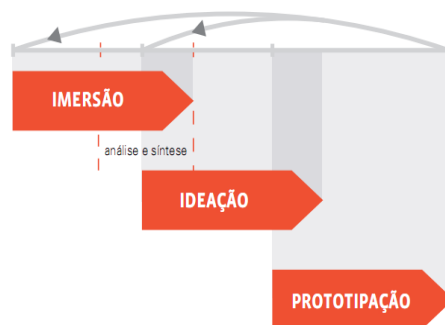 IMERSÃO
análise e síntese
IDEAÇÃO
PROTOTIPAÇÃO